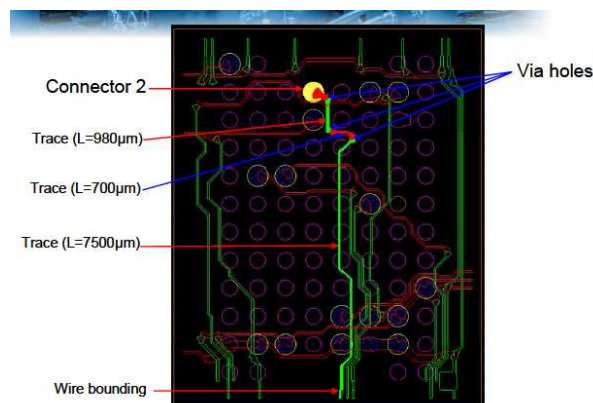 Connector 2
Via holes
Trace (L=980µm)
Trace (L=700µm)
Trace (L=7500µm)
Wire bounding